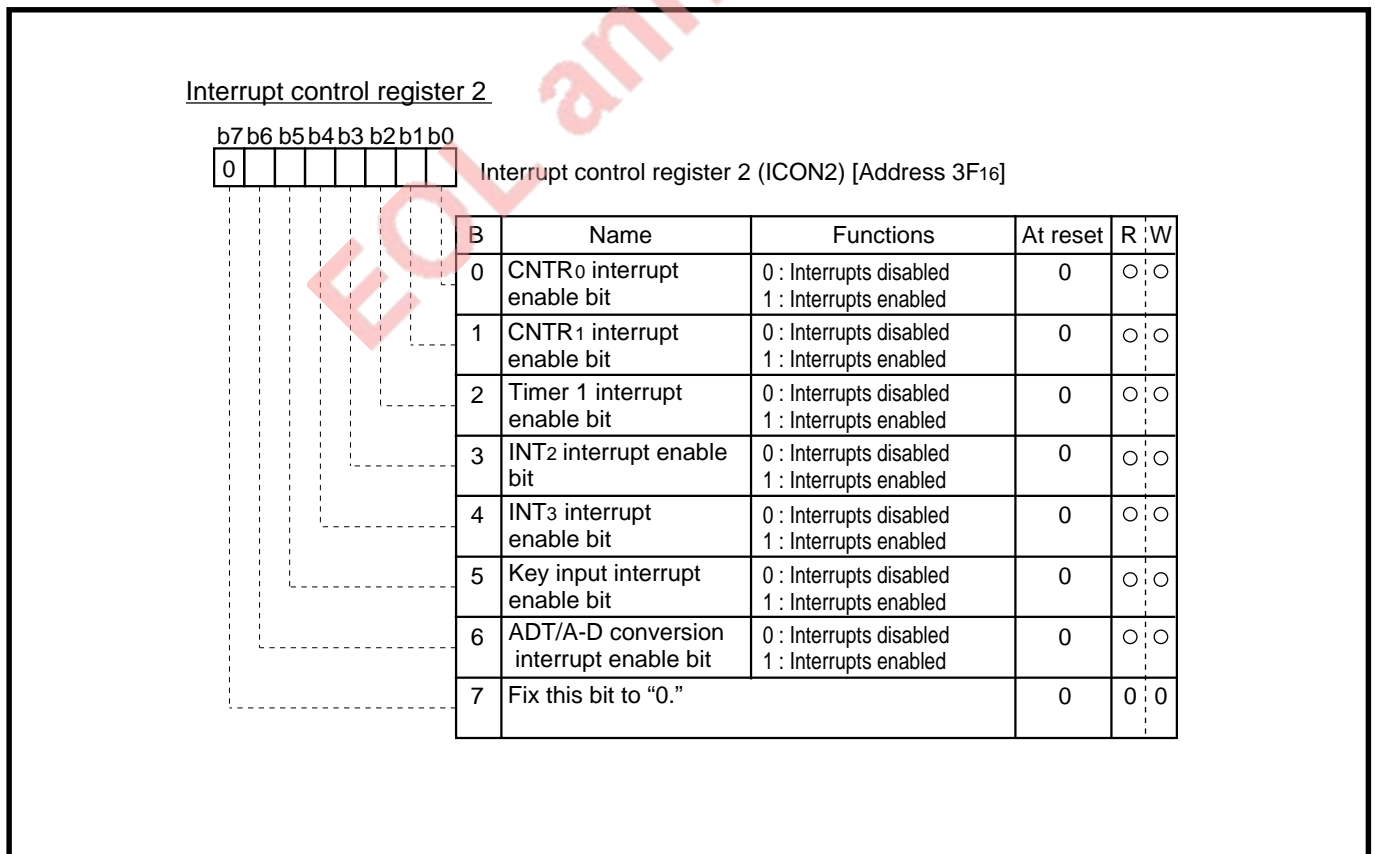 EOL ann
Interrupt control register 2
b7 b6 b5 b4 b3 b2 b1 b0
0
Interrupt control register 2 (ICON2) [Address 3F16]
B Name Functions At reset R W
0 CNTR0 interrupt enable bit 0 : Interrupts disabled 0 ○ ○
1 : Interrupts enabled
1 CNTR1 interrupt enable bit 0 : Interrupts disabled 0 ○ ○
1 : Interrupts enabled
2 Timer 1 interrupt enable bit 0 : Interrupts disabled 0 ○ ○
1 : Interrupts enabled
3 INT2 interrupt enable bit 0 : Interrupts disabled 0 ○ ○
1 : Interrupts enabled
4 INT3 interrupt enable bit 0 : Interrupts disabled 0 ○ ○
1 : Interrupts enabled
5 Key input interrupt enable bit 0 : Interrupts disabled 0 ○ ○
1 : Interrupts enabled
6 ADT/A-D conversion interrupt enable bit 0 : Interrupts disabled 0 ○ ○
1 : Interrupts enabled
7 Fix this bit to “0.” 0 0 0